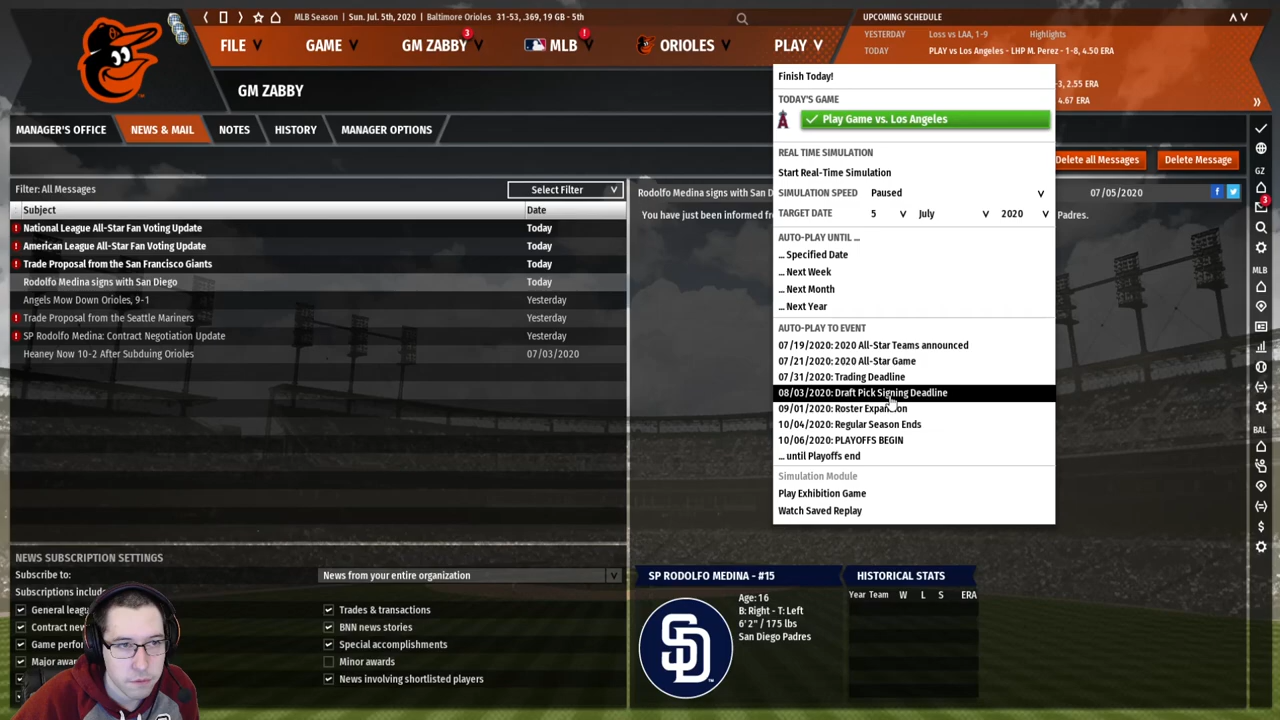 MLB Season | Sun. Jul. 5th, 2020 | Baltimore Orioles 31-53, .369, 19 GB - 5th
FILE GAME GM ZABBY 3 MLB ! ORIOLES PLAY
UPCOMING SCHEDULE
YESTERDAY Loss vs LAA, 1-9 Highlights
TODAY PLAY vs Los Angeles - LHP M. Perez - 1-8, 4.50 ERA
-3, 2.55 ERA
4.67 ERA
GM ZABBY
MANAGER'S OFFICE NEWS & MAIL NOTES HISTORY MANAGER OPTIONS
Delete all Messages Delete Message
Finish Today!
TODAY'S GAME
Play Game vs. Los Angeles
REAL TIME SIMULATION
Start Real-Time Simulation
SIMULATION SPEED Paused
TARGET DATE 5 July 2020
AUTO-PLAY UNTIL ...
... Specified Date
... Next Week
... Next Month
... Next Year
AUTO-PLAY TO EVENT
07/19/2020: 2020 All-Star Teams announced
07/21/2020: 2020 All-Star Game
07/31/2020: Trading Deadline
08/03/2020: Draft Pick Signing Deadline
09/01/2020: Roster Expansion
10/04/2020: Regular Season Ends
10/06/2020: PLAYOFFS BEGIN
... until Playoffs end
Simulation Module
Play Exhibition Game
Watch Saved Replay
Filter: All Messages Select Filter
Subject Date
! National League All-Star Fan Voting Update Today
! American League All-Star Fan Voting Update Today
! Trade Proposal from the San Francisco Giants Today
Rodolfo Medina signs with San Diego Today
Angels Mow Down Orioles, 9-1 Yesterday
! Trade Proposal from the Seattle Mariners Yesterday
! SP Rodolfo Medina: Contract Negotiation Update Yesterday
Heaney Now 10-2 After Subduing Orioles 07/03/2020
Rodolfo Medina signs with San D 07/05/2020
You have just been informed fr Padres.
GZ
3
MLB
BAL
NEWS SUBSCRIPTION SETTINGS
Subscribe to: News from your entire organization
Subscriptions inclu
General leag Trades & transactions
Contract new BNN news stories
Game perfor Special accomplishments
Major awar Minor awards
News involving shortlisted players
SP RODOLFO MEDINA - #15
Age: 16
B: Right - T: Left
6'2" / 175 lbs
San Diego Padres
SD
HISTORICAL STATS
Year Team W L S ERA